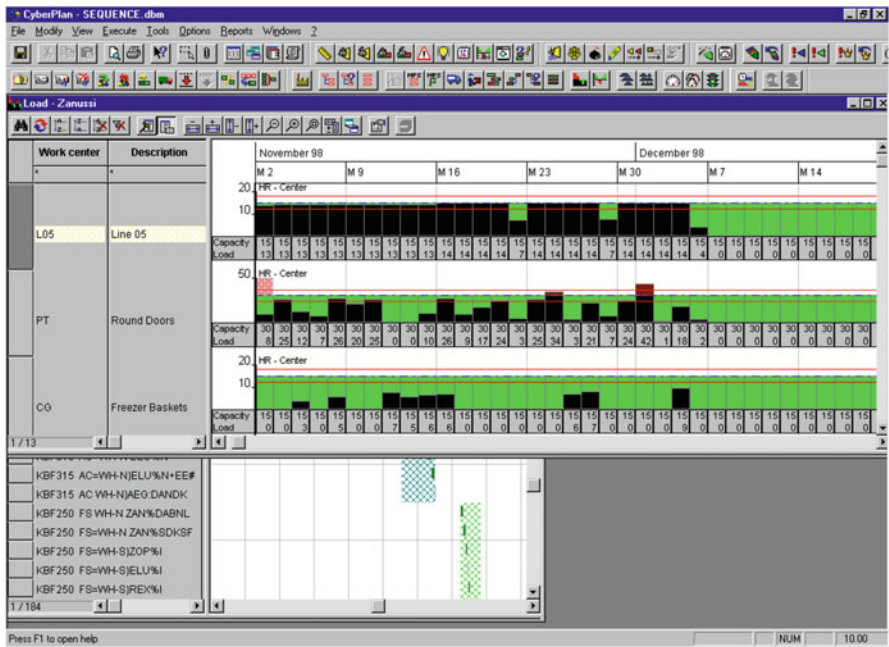 CyberPlan - SEQUENCE.dbm
File Modify View Execute Tools Options Reports Windows ?
Load - Zanussi
Work center Description November 98 December 98
* * M 2 M 9 M 16 M 23 M 30 M 7 M 14
20 HR - Center
10
L05 Line 05
Capacity 15 15 15 15 15 15 15 15 15 15 15 15 15 15 15 15 15 15 15 15 15 15 15 15 15 15 15 15 15 15 15 15 15 15
Load 13 13 13 13 13 13 13 13 13 13 14 14 14 14 7 14 14 14 14 7 14 14 14 14 4 0 0 0 0 0 0 0 0 0
50 HR - Center
PT Round Doors
Capacity 30 30 30 30 30 30 30 30 30 30 30 30 30 30 30 30 30 30 30 30 30 30 30 30 30 30 30 30 30 30 30 30 30 30
Load 8 25 12 7 26 20 25 0 0 10 26 9 17 24 3 25 34 3 21 7 24 42 1 18 2 0 0 0 0 0 0 0 0 0
20 HR - Center
10
CG Freezer Baskets
Capacity 15 15 15 15 15 15 15 15 15 15 15 15 15 15 15 15 15 15 15 15 15 15 15 15 15 15 15 15 15 15 15 15 15 15
Load 0 0 3 0 5 0 0 7 5 6 6 0 0 0 0 0 0 6 7 0 0 0 0 9 0 0 0 0 0 0 0 0 0 0
1 / 13
KBF315 AC=WH-N)ELU%N+EE#
KBF315 AC WH-N)AEG:DANDK
KBF250 FS WH-N ZAN%DABNL
KBF250 FS=WH-N ZAN%SDKSF
KBF250 FS=WH-S)ZOP%I
KBF250 FS=WH-S)ELU%I
KBF250 FS=WH-S)REX%I
1 / 184
Press F1 to open help NUM 10.00